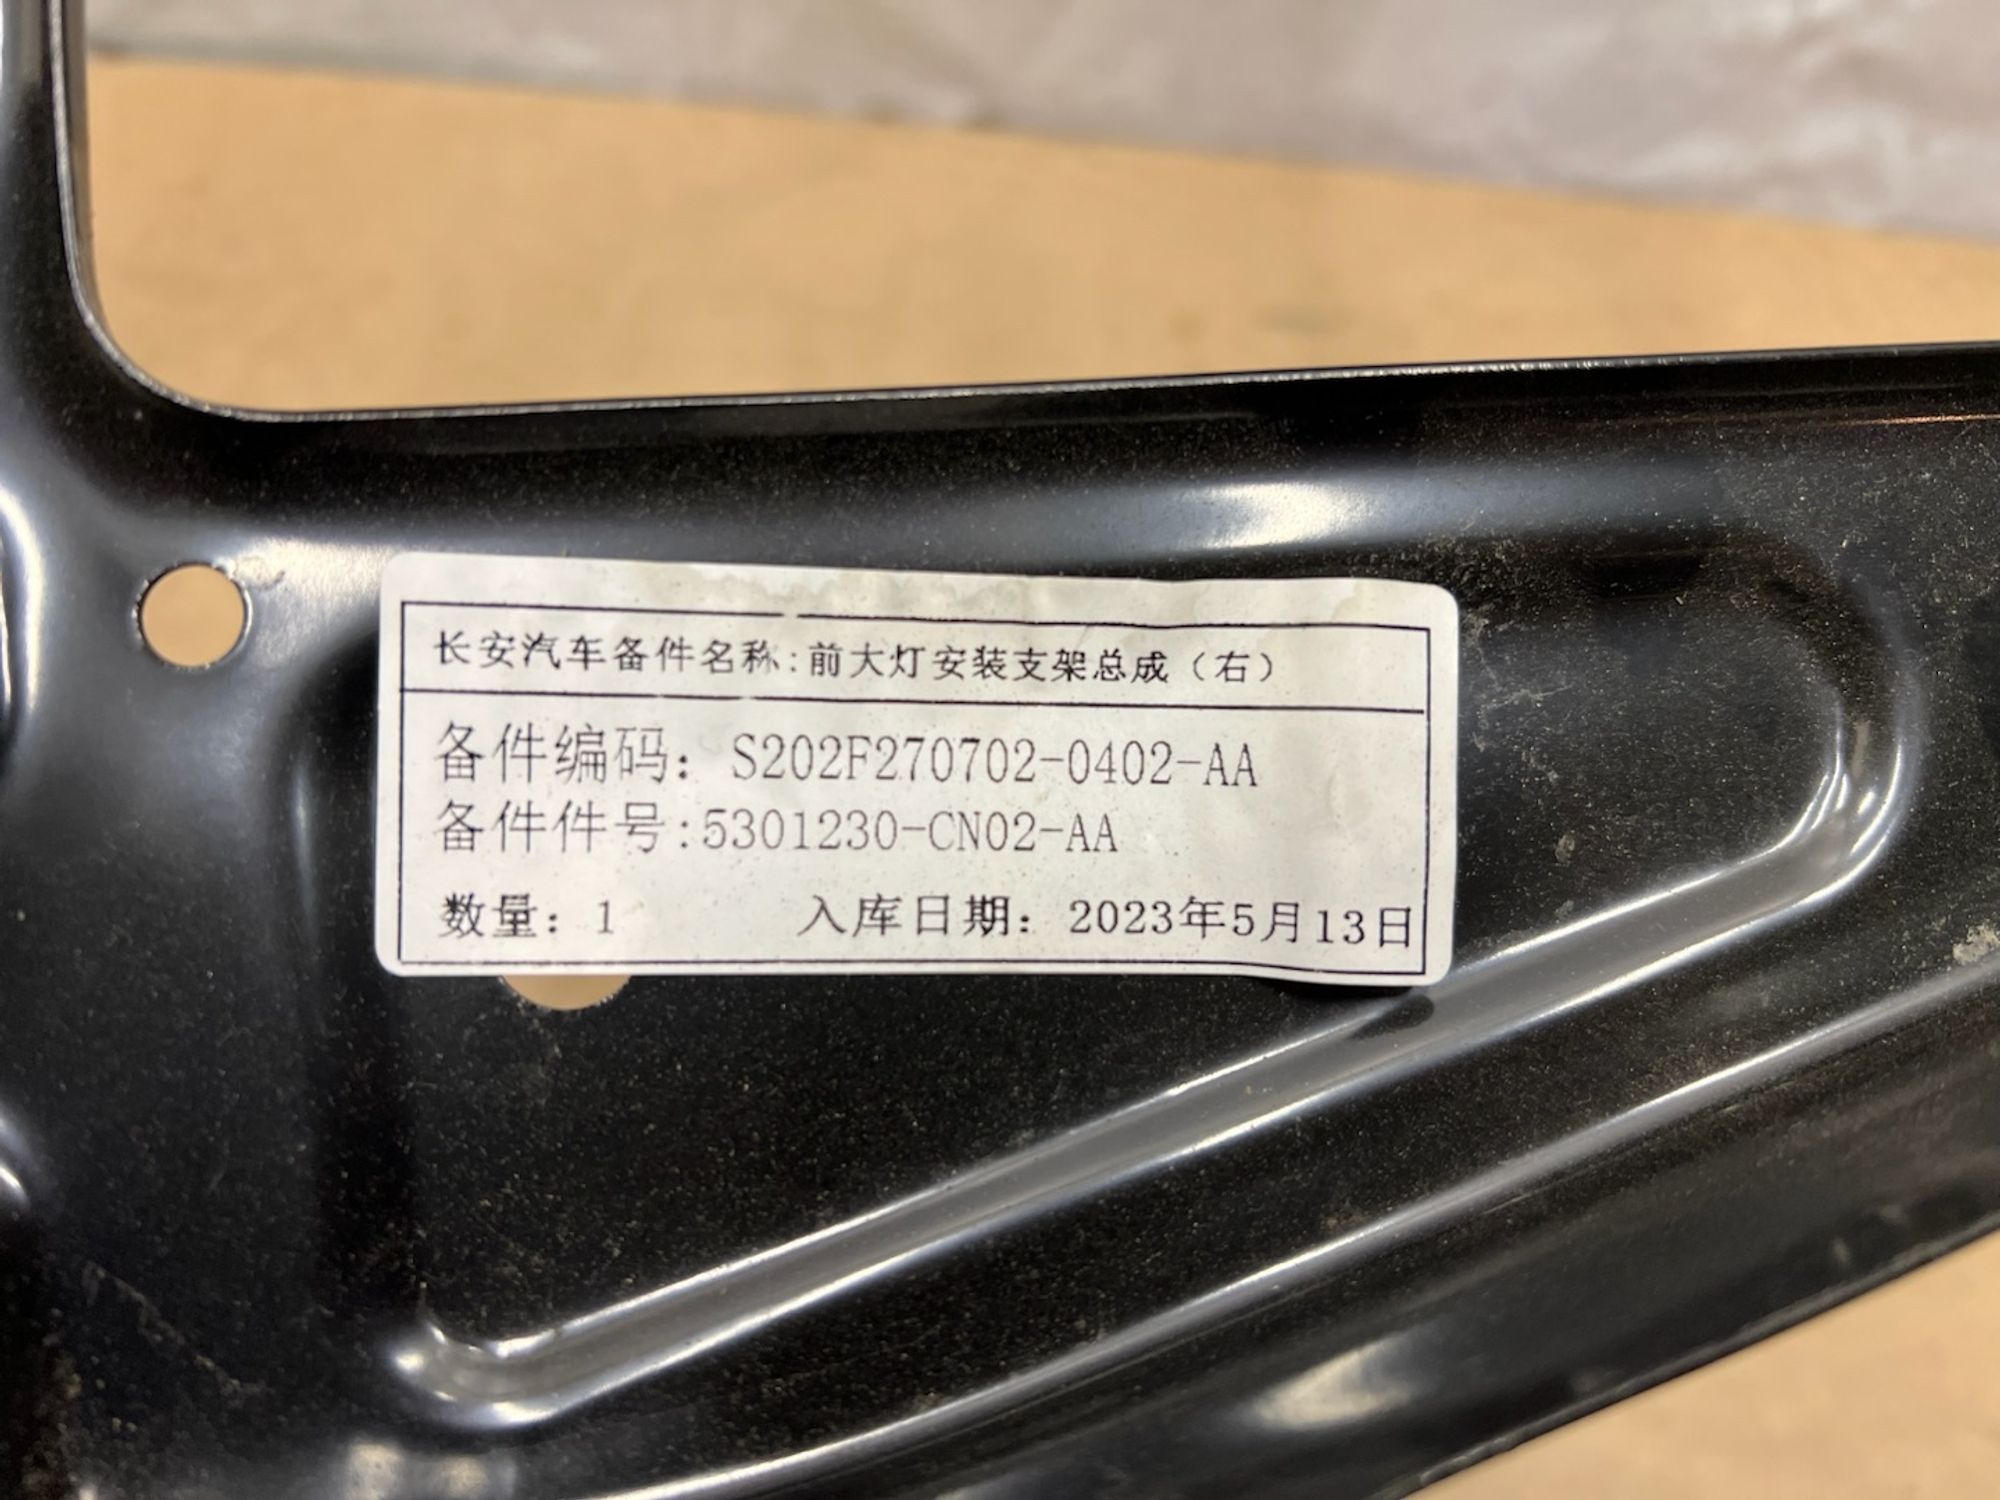 长安汽车备件名称:前大灯安装支架总成（右）
备件编码：S202F270702-0402-AA
备件件号:5301230-CN02-AA
数量：1 入库日期：2023年5月13日